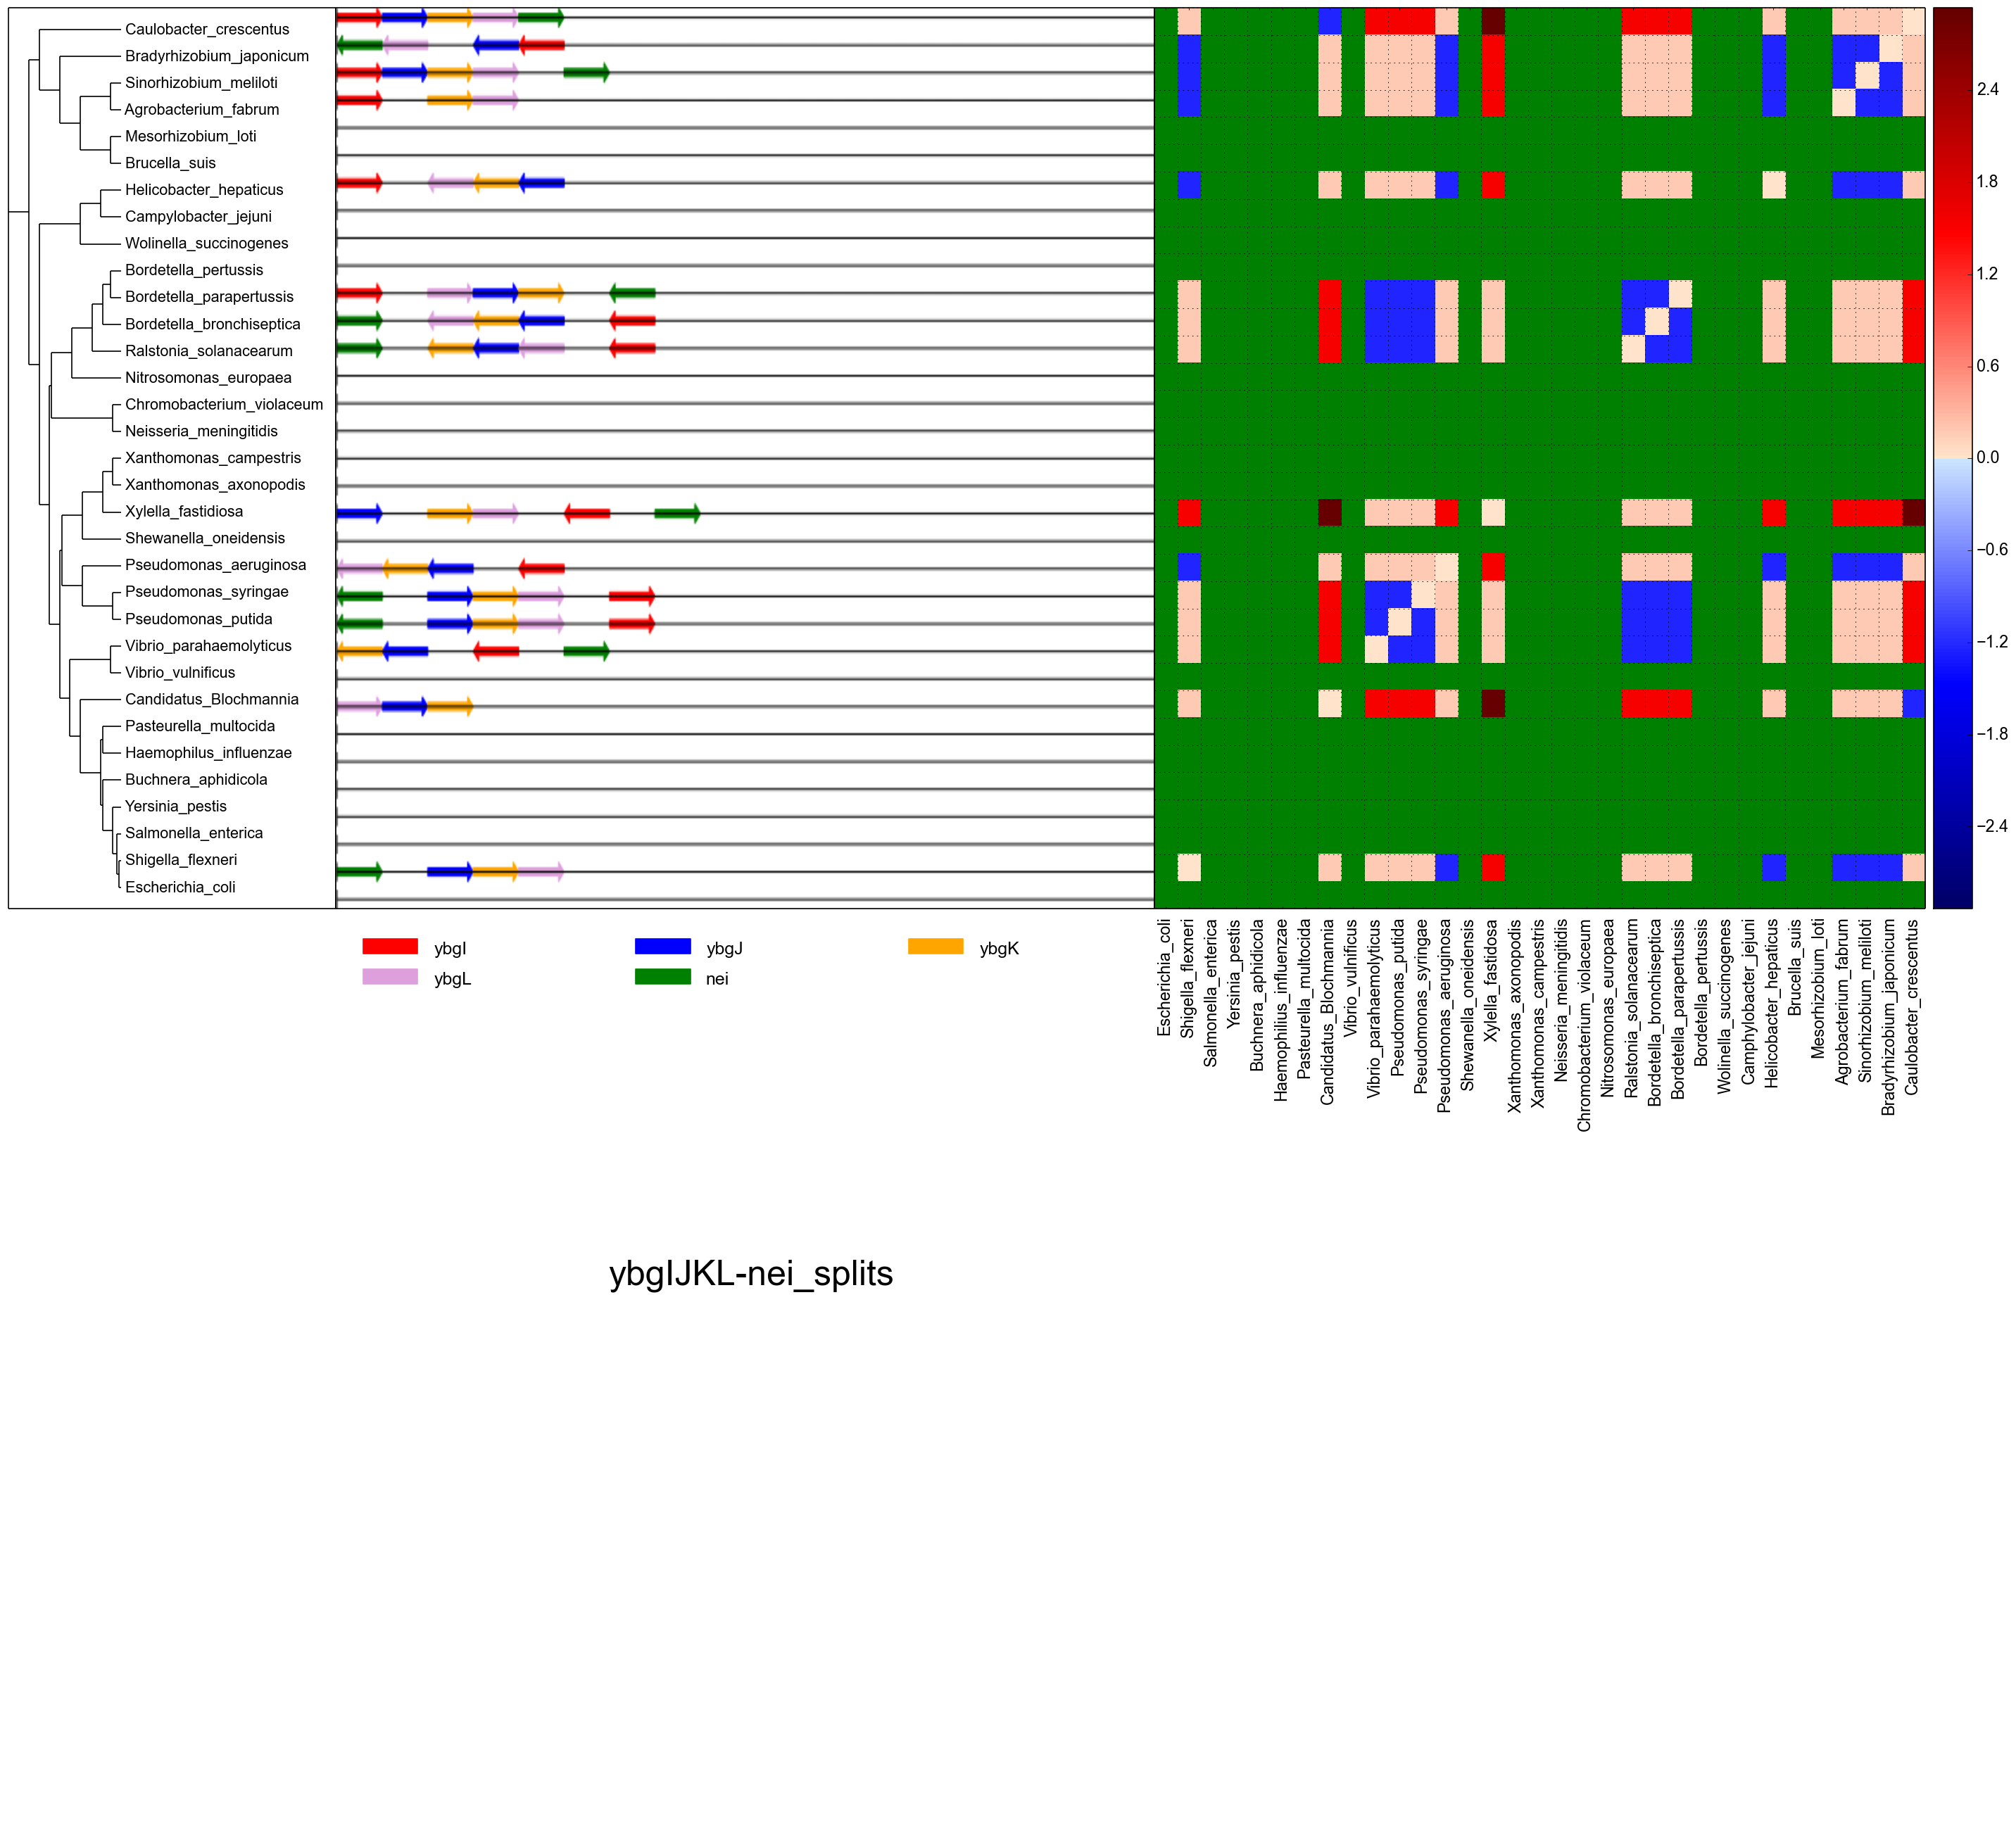 Caulobacter_crescentus
Bradyrhizobium_japonicum
Sinorhizobium_meliloti
Agrobacterium_fabrum
Mesorhizobium_loti
Brucella_suis
Helicobacter_hepaticus
Campylobacter_jejuni
Wolinella_succinogenes
Bordetella_pertussis
Bordetella_parapertussis
Bordetella_bronchiseptica
Ralstonia_solanacearum
Nitrosomonas_europaea
Chromobacterium_violaceum
Neisseria_meningitidis
Xanthomonas_campestris
Xanthomonas_axonopodis
Xylella_fastidiosa
Shewanella_oneidensis
Pseudomonas_aeruginosa
Pseudomonas_syringae
Pseudomonas_putida
Vibrio_parahaemolyticus
Vibrio_vulnificus
Candidatus_Blochmannia
Pasteurella_multocida
Haemophilus_influenzae
Buchnera_aphidicola
Yersinia_pestis
Salmonella_enterica
Shigella_flexneri
Escherichia_coli
2.4
1.8
1.2
0.6
0.0
−0.6
−1.2
−1.8
−2.4
Escherichia_coli
Shigella_flexneri
Salmonella_enterica
Yersinia_pestis
Buchnera_aphidicola
Haemophilus_influenzae
Pasteurella_multocida
Candidatus_Blochmannia
Vibrio_vulnificus
Vibrio_parahaemolyticus
Pseudomonas_putida
Pseudomonas_syringae
Pseudomonas_aeruginosa
Shewanella_oneidensis
Xylella_fastidiosa
Xanthomonas_axonopodis
Xanthomonas_campestris
Neisseria_meningitidis
Chromobacterium_violaceum
Nitrosomonas_europaea
Ralstonia_solanacearum
Bordetella_bronchiseptica
Bordetella_parapertussis
Bordetella_pertussis
Wolinella_succinogenes
Camphylobacter_jejuni
Helicobacter_hepaticus
Brucella_suis
Mesorhizobium_loti
Agrobacterium_fabrum
Sinorhizobium_meliloti
Bradyrhizobium_japonicum
Caulobacter_crescentus
ybgI ybgJ ybgK
ybgL nei
ybgIJKL-nei_splits